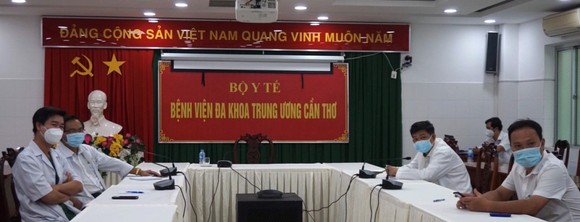 ĐẢNG CỘNG SẢN VIỆT NAM QUANG VINH MUÔN NĂM
BỘ Y TẾ
BỆNH VIỆN ĐA KHOA TRUNG ƯƠNG CẦN THƠ